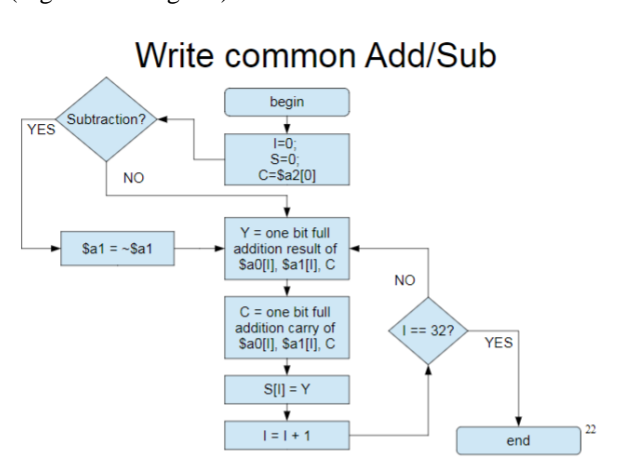 Write common Add/Sub
begin
Subtraction?
YES
I=0;
S=0;
C=$a2[0]
NO
$a1 = ~$a1
Y = one bit full
addition result of
$a0[I], $a1[I], C
NO
C = one bit full
addition carry of
$a0[I], $a1[I], C
I == 32?
YES
S[I] = Y
I = I + 1
end
22